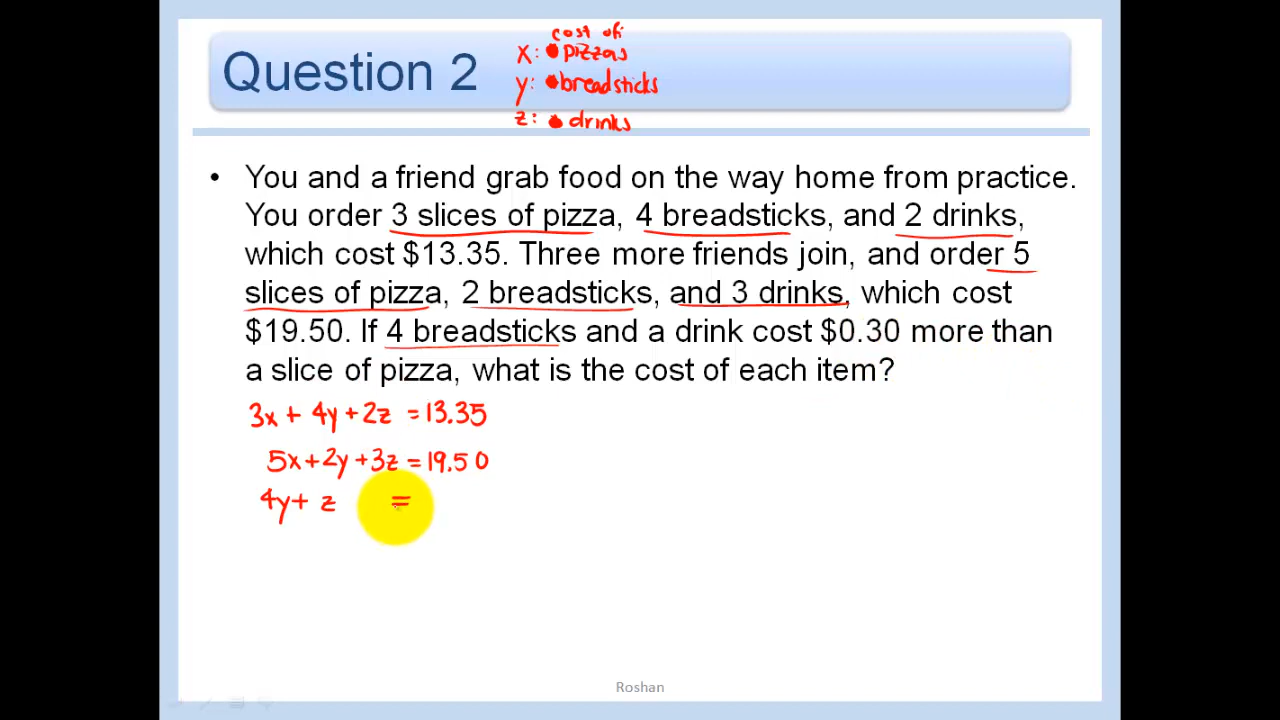 cost of
Question 2
x: pizzas
y: breadsticks
z: drinks
• You and a friend grab food on the way home from practice.
You order 3 slices of pizza, 4 breadsticks, and 2 drinks,
which cost $13.35. Three more friends join, and order 5
slices of pizza, 2 breadsticks, and 3 drinks, which cost
$19.50. If 4 breadsticks and a drink cost $0.30 more than
a slice of pizza, what is the cost of each item?
3x + 4y + 2z = 13.35
5x + 2y + 3z = 19.50
4y + z =
Roshan